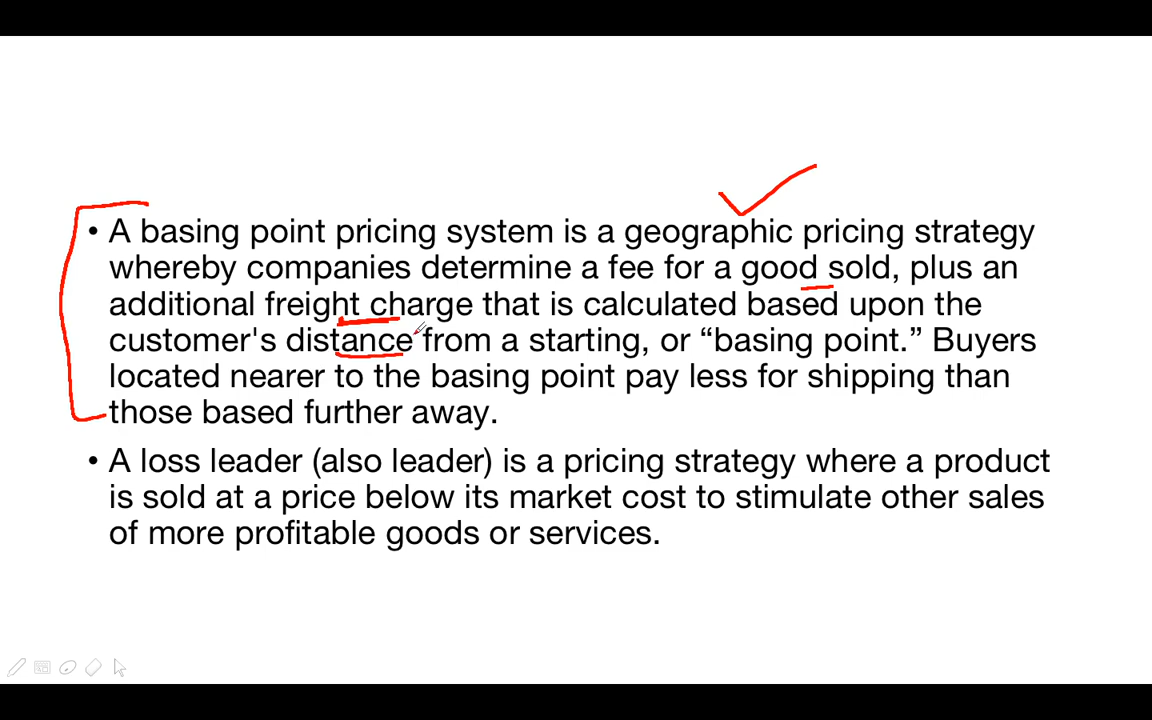 • A basing point pricing system is a geographic pricing strategy
whereby companies determine a fee for a good sold, plus an
additional freight charge that is calculated based upon the
customer's distance from a starting, or “basing point.” Buyers
located nearer to the basing point pay less for shipping than
those based further away.
• A loss leader (also leader) is a pricing strategy where a product
is sold at a price below its market cost to stimulate other sales
of more profitable goods or services.